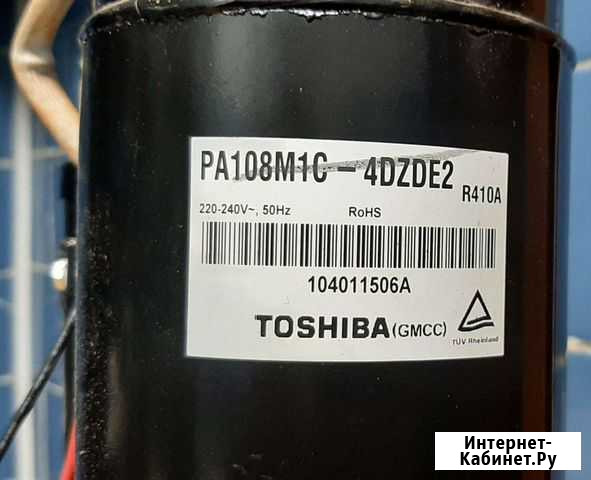 PA108M1C-4DZDE2
R410A
220-240V~, 50Hz RoHS
104011506A
TOSHIBA (GMCC)
TÜV Rheinland
Интернет-
Кабинет.Ру